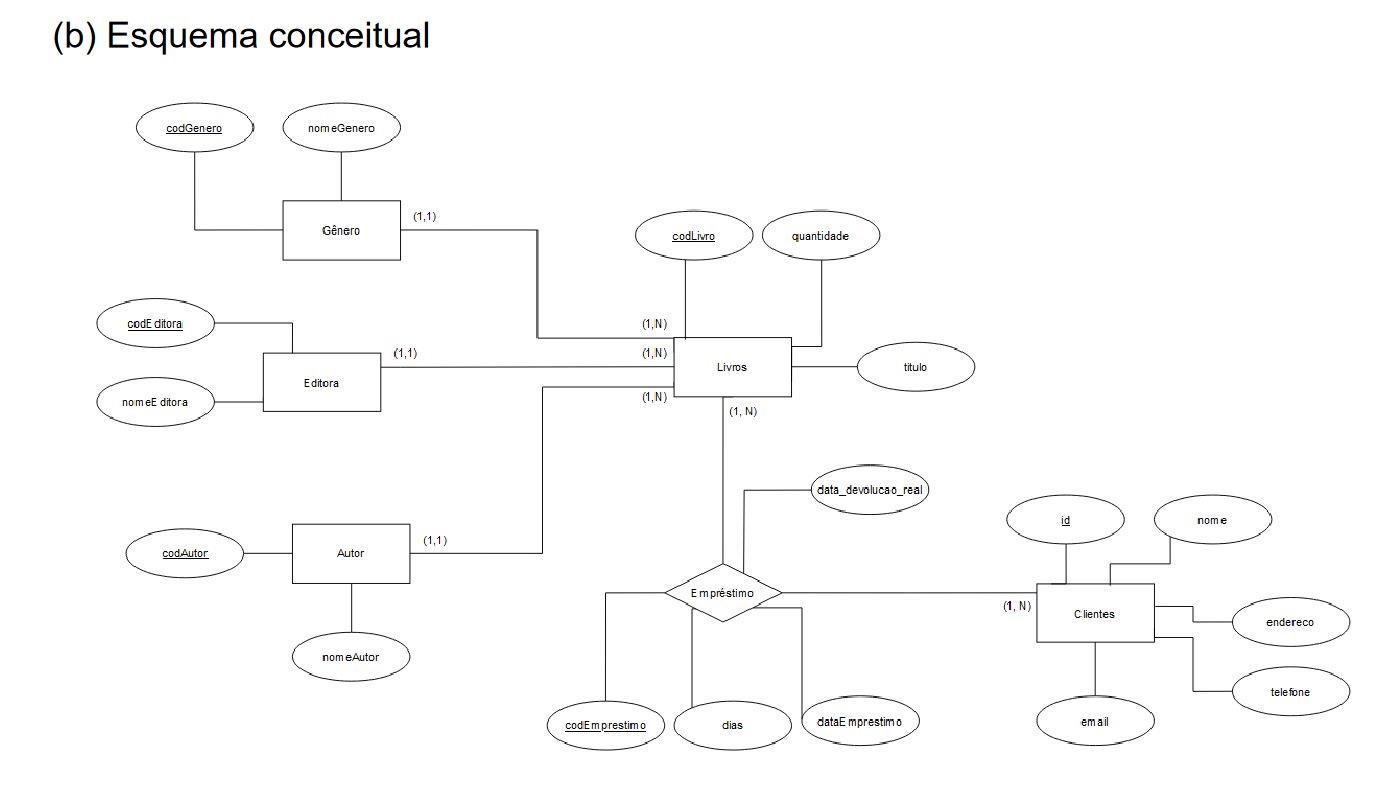 (b) Esquema conceitual
codGenero
nomeGenero
Gênero
(1,1)
codLivro
quantidade
codEditora
(1,N)
Editora
(1,1)
(1,N)
Livros
titulo
nomeEditora
(1,N)
(1, N)
data_devolucao_real
id
nome
codAutor
Autor
(1,1)
Empréstimo
(1, N)
Clientes
endereco
nomeAutor
telefone
codEmprestimo
dias
dataEmprestimo
email